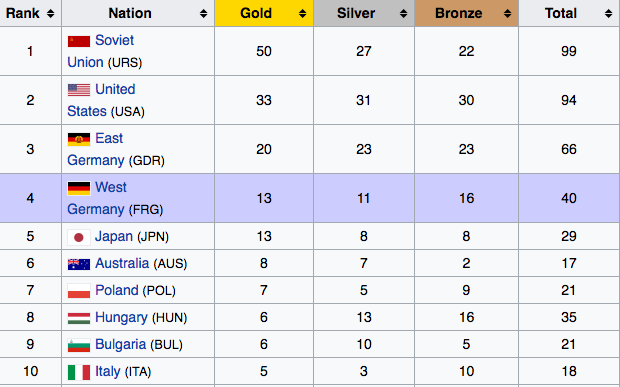 Rank Nation Gold Silver Bronze Total
1 Soviet Union (URS) 50 27 22 99
2 United States (USA) 33 31 30 94
3 East Germany (GDR) 20 23 23 66
4 West Germany (FRG) 13 11 16 40
5 Japan (JPN) 13 8 8 29
6 Australia (AUS) 8 7 2 17
7 Poland (POL) 7 5 9 21
8 Hungary (HUN) 6 13 16 35
9 Bulgaria (BUL) 6 10 5 21
10 Italy (ITA) 5 3 10 18